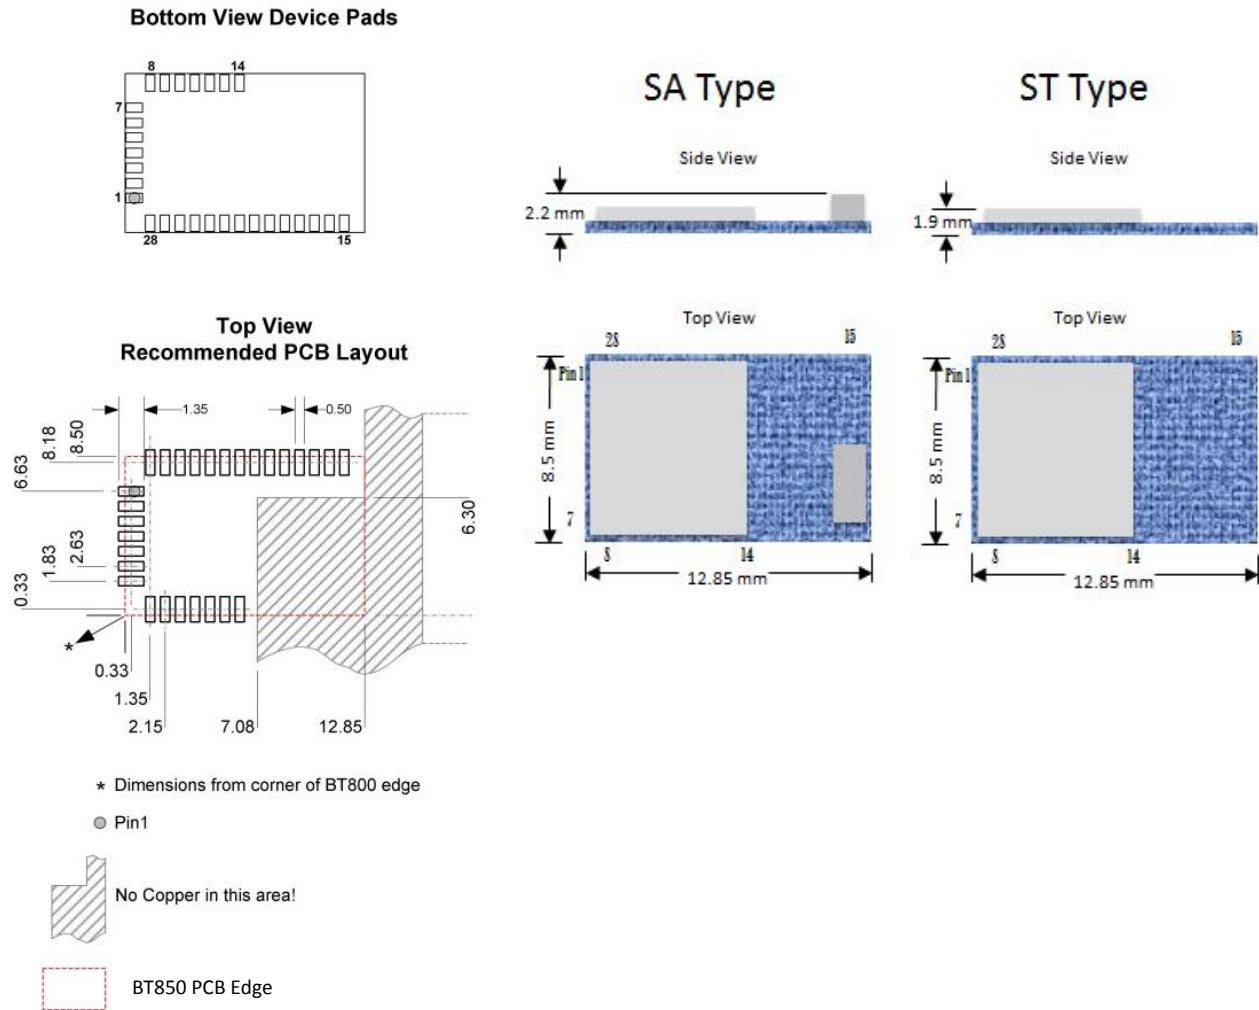 Bottom View Device Pads
8
14
7
1
28
15
Top View
Recommended PCB Layout
1.35
0.50
8.50
8.18
6.63
2.63
1.83
0.33
6.30
*
0.33
1.35
2.15
7.08
12.85
* Dimensions from corner of BT800 edge
Pin1
No Copper in this area!
BT850 PCB Edge
SA Type
Side View
2.2 mm
Top View
28
15
Pin 1
8.5 mm
7
8
14
12.85 mm
ST Type
Side View
1.9 mm
Top View
28
15
Pin 1
8.5 mm
7
8
14
12.85 mm